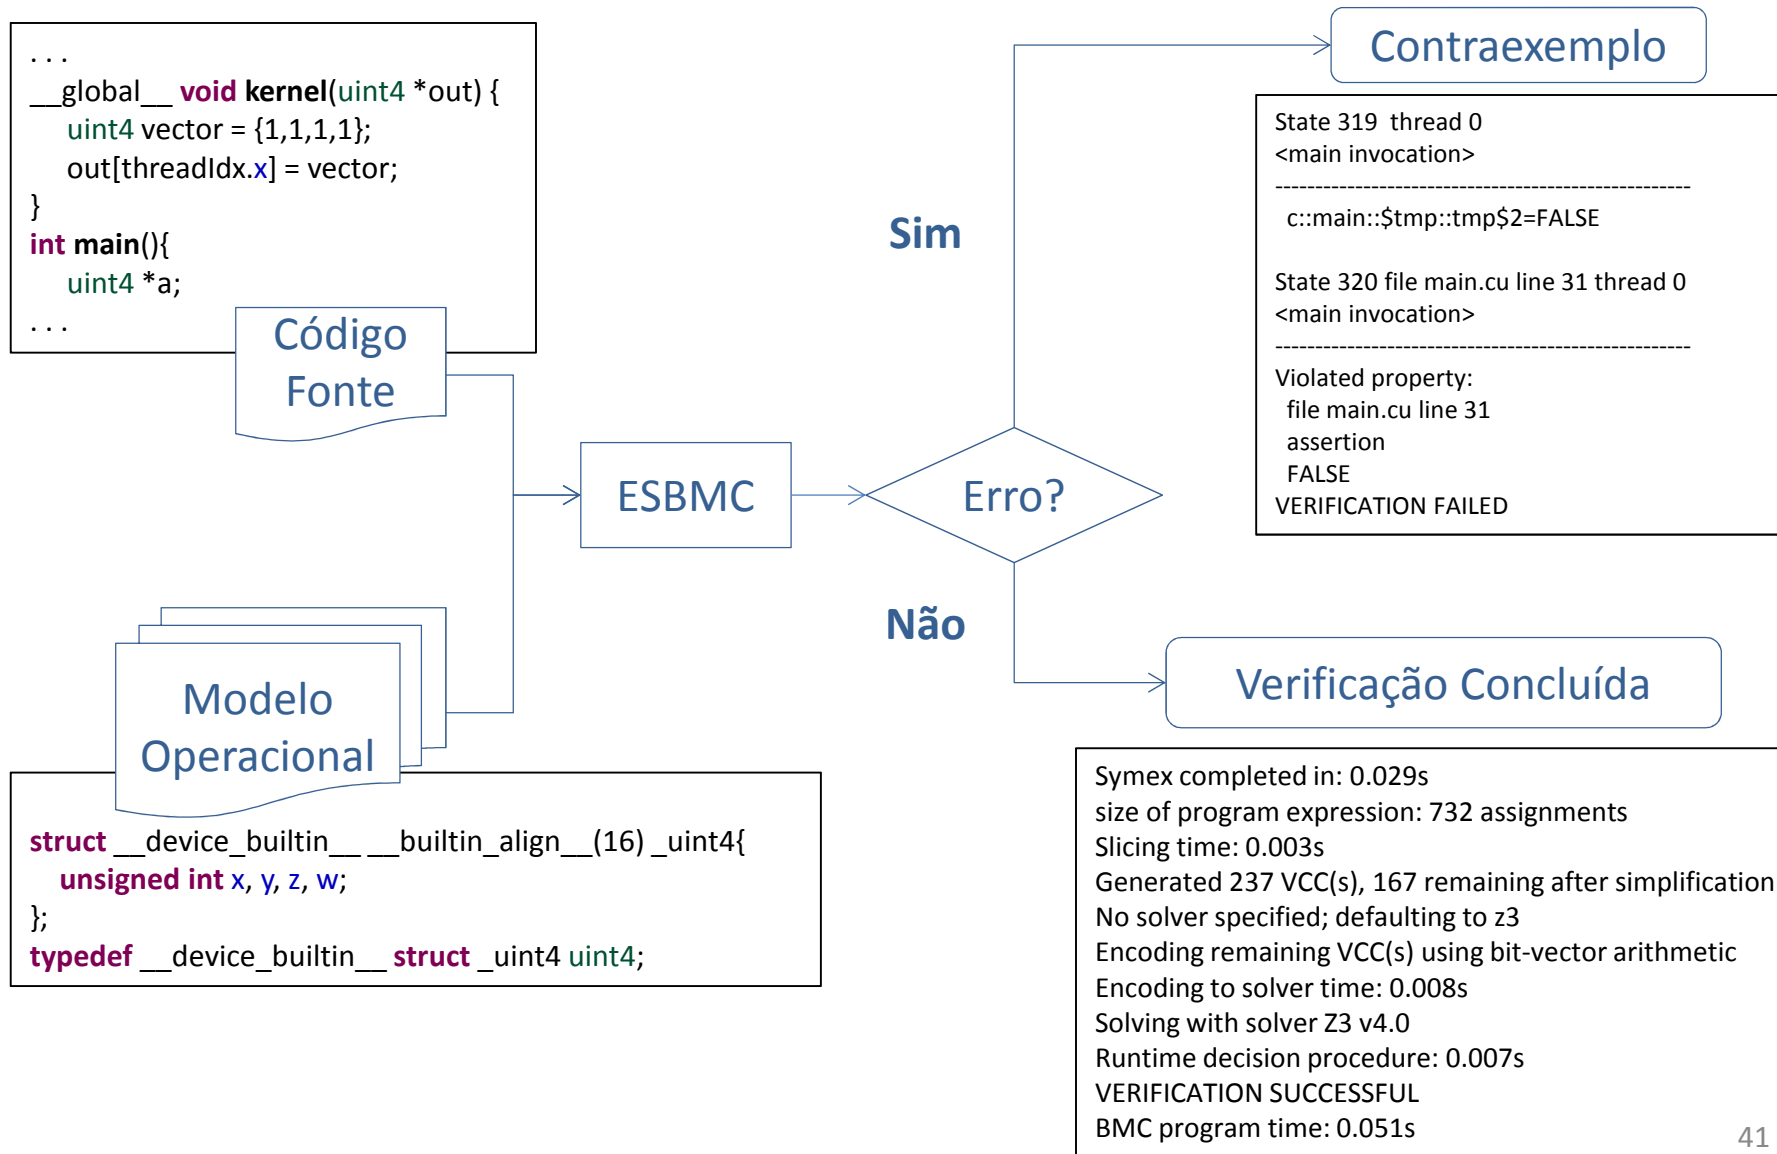 . . .
__global__ void kernel(uint4 *out) {
uint4 vector = {1,1,1,1};
out[threadIdx.x] = vector;
}
int main(){
uint4 *a;
. . .
Código
Fonte
Modelo
Operacional
struct __device_builtin__ __builtin_align__(16) _uint4{
unsigned int x, y, z, w;
};
typedef __device_builtin__ struct _uint4 uint4;
ESBMC
Erro?
Sim
Contraexemplo
State 319 thread 0
<main invocation>
----------------------------------------------------
c::main::$tmp::tmp$2=FALSE
State 320 file main.cu line 31 thread 0
<main invocation>
----------------------------------------------------
Violated property:
file main.cu line 31
assertion
FALSE
VERIFICATION FAILED
Não
Verificação Concluída
Symex completed in: 0.029s
size of program expression: 732 assignments
Slicing time: 0.003s
Generated 237 VCC(s), 167 remaining after simplification
No solver specified; defaulting to z3
Encoding remaining VCC(s) using bit-vector arithmetic
Encoding to solver time: 0.008s
Solving with solver Z3 v4.0
Runtime decision procedure: 0.007s
VERIFICATION SUCCESSFUL
BMC program time: 0.051s
41